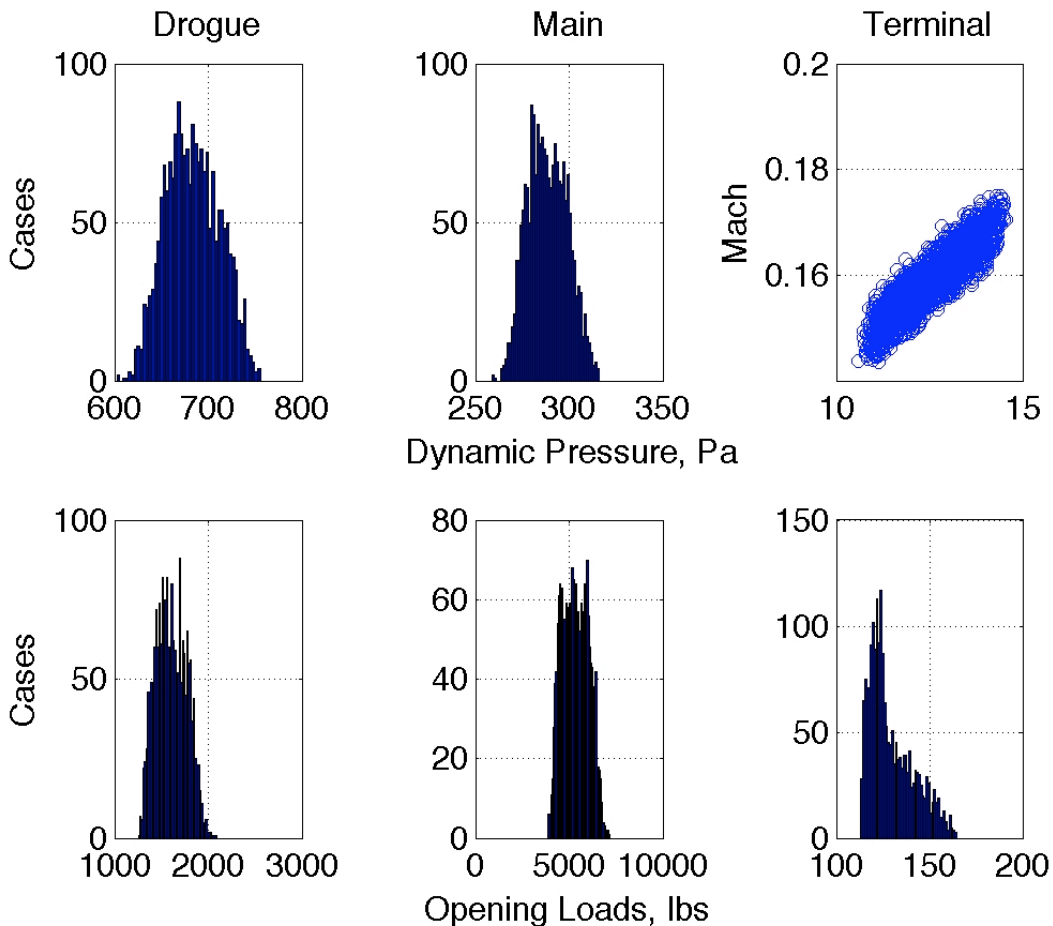 Drogue Main Terminal
100 100 0.2
0.18
50 50 0.16
0 0
600 700 800 250 300 350 10 15
Cases Mach
Dynamic Pressure, Pa
100 80 150
60 100
50 40 50
20
0 0 0
1000 2000 3000 0 5000 10000 100 150 200
Cases
Opening Loads, lbs